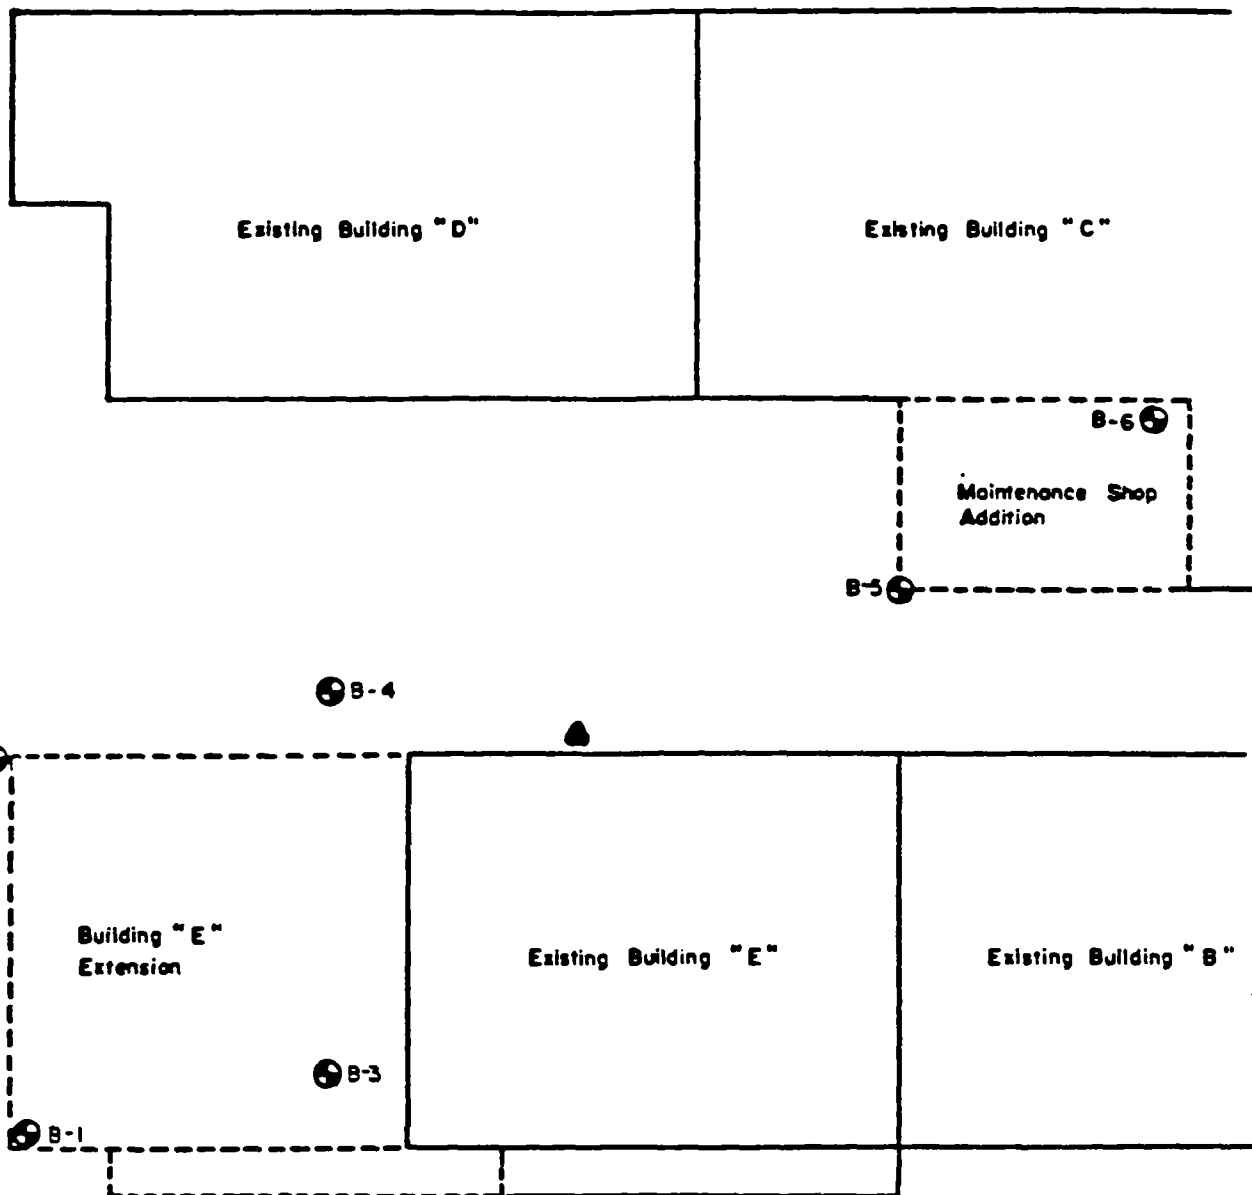 Existing Building "D"
Existing Building "C"
B-6
Maintenance Shop
Addition
B-5
B-4
Building "E"
Extension
Existing Building "E"
Existing Building "B"
B-3
B-1